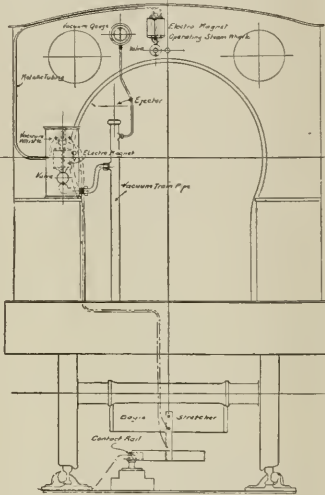 Vacuum Gauge
Electro Magnet
Operating Steam Whistle
Valve
Metallic Tubing
Ejector
Vacuum
Whistle
Electro Magnet
Valve
Vacuum Train Pipe
Bogie
Stretcher
Contact Rail